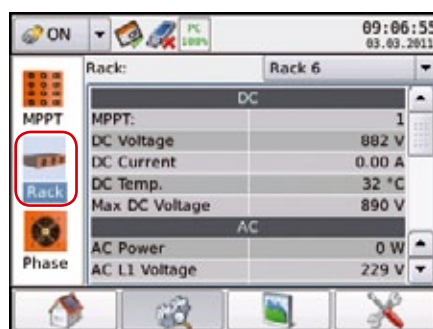 ON
PC
100%
09:06:55
03.03.2011
Rack: Rack 6
DC
MPPT: 1
DC Voltage 882 V
DC Current 0.00 A
DC Temp. 32 °C
Max DC Voltage 890 V
AC
AC Power 0 W
AC L1 Voltage 229 V
MPPT
Rack
Phase